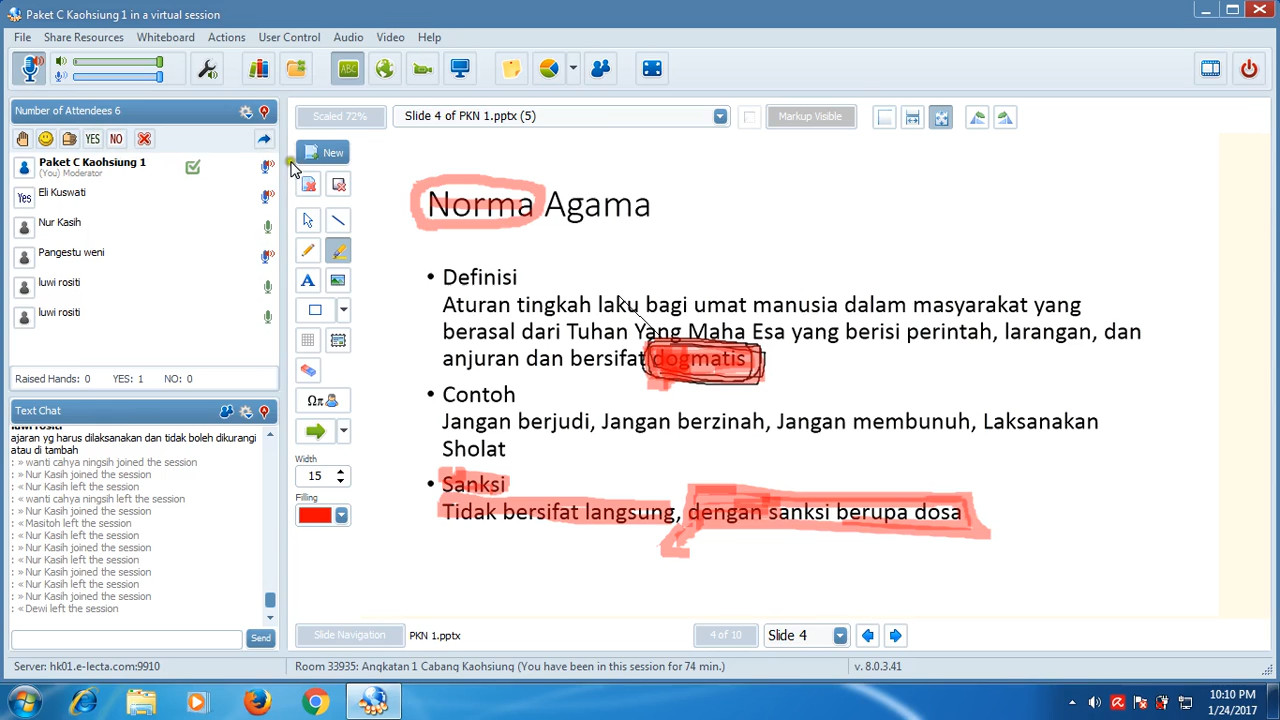 Paket C Kaohsiung 1 in a virtual session
File Share Resources Whiteboard Actions User Control Audio Video Help
ABC
Number of Attendees 6
YES NO
Paket C Kaohsiung 1
(You) Moderator
Yes Eli Kuswati
Nur Kasih
Pangestu weni
luwi rositi
luwi rositi
Raised Hands: 0 YES: 1 NO: 0
Text Chat
luwi rositi
ajaran yg harus dilaksanakan dan tidak boleh dikurangi
atau di tambah
: » wanti cahya ningsih joined the session
: » Nur Kasih joined the session
: « Nur Kasih left the session
: « wanti cahya ningsih left the session
: » Nur Kasih joined the session
: « Masitoh left the session
: « Nur Kasih left the session
: » Nur Kasih joined the session
: « Nur Kasih left the session
: » Nur Kasih joined the session
: « Nur Kasih left the session
: « Nur Kasih left the session
: » Nur Kasih joined the session
: « Dewi left the session
Send
Scaled 72%
Slide 4 of PKN 1.pptx (5)
Markup Visible
New
A
Ωπ
Width
15
Filling
Norma Agama
• Definisi
Aturan tingkah laku bagi umat manusia dalam masyarakat yang
berasal dari Tuhan Yang Maha Esa yang berisi perintah, larangan, dan
anjuran dan bersifat dogmatis
• Contoh
Jangan berjudi, Jangan berzinah, Jangan membunuh, Laksanakan
Sholat
• Sanksi
Tidak bersifat langsung, dengan sanksi berupa dosa
Slide Navigation PKN 1.pptx 4 of 10 Slide 4
Server: hk01.e-lecta.com:9910 Room 33935: Angkatan 1 Cabang Kaohsiung (You have been in this session for 74 min.) v. 8.0.3.41
10:10 PM
1/24/2017